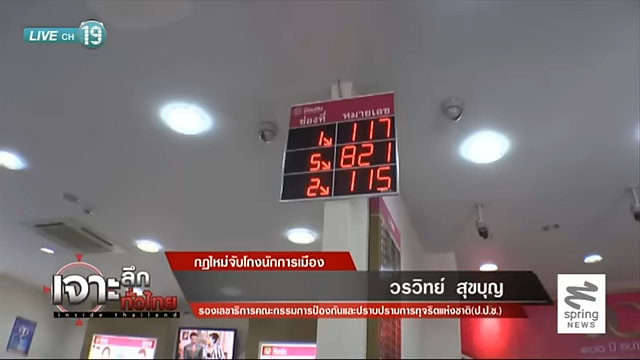 LIVE CH 19
ออมสิน
ช่องที่ หมายเลข
1 117
5 821
2 115
กฎใหม่จับโกงนักการเมือง
เจาะลึกทั่วไทย
inside thailand
วรวิทย์ สุขบุญ
รองเลขาธิการคณะกรรมการป้องกันและปราบปรามการทุจริตแห่งชาติ(ป.ป.ช.)
spring
NEWS